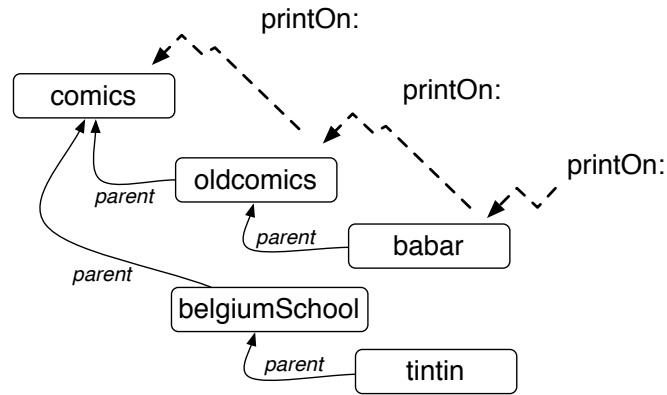 printOn:
comics
printOn:
printOn:
oldcomics
parent
parent
babar
parent
belgiumSchool
parent
tintin